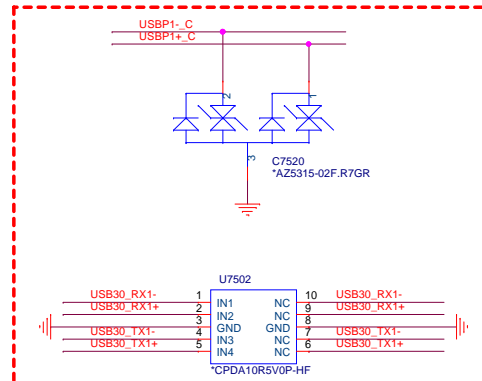 USBP1-_C
USBP1+_C
2
1
3
C7520
*AZ5315-02F.R7GR
U7502
USB30_RX1- 1 IN1 NC 10 USB30_RX1-
USB30_RX1+ 2 IN2 NC 9 USB30_RX1+
3 GND GND 8
USB30_TX1- 4 IN3 NC 7 USB30_TX1-
USB30_TX1+ 5 IN4 NC 6 USB30_TX1+
*CPDA10R5V0P-HF